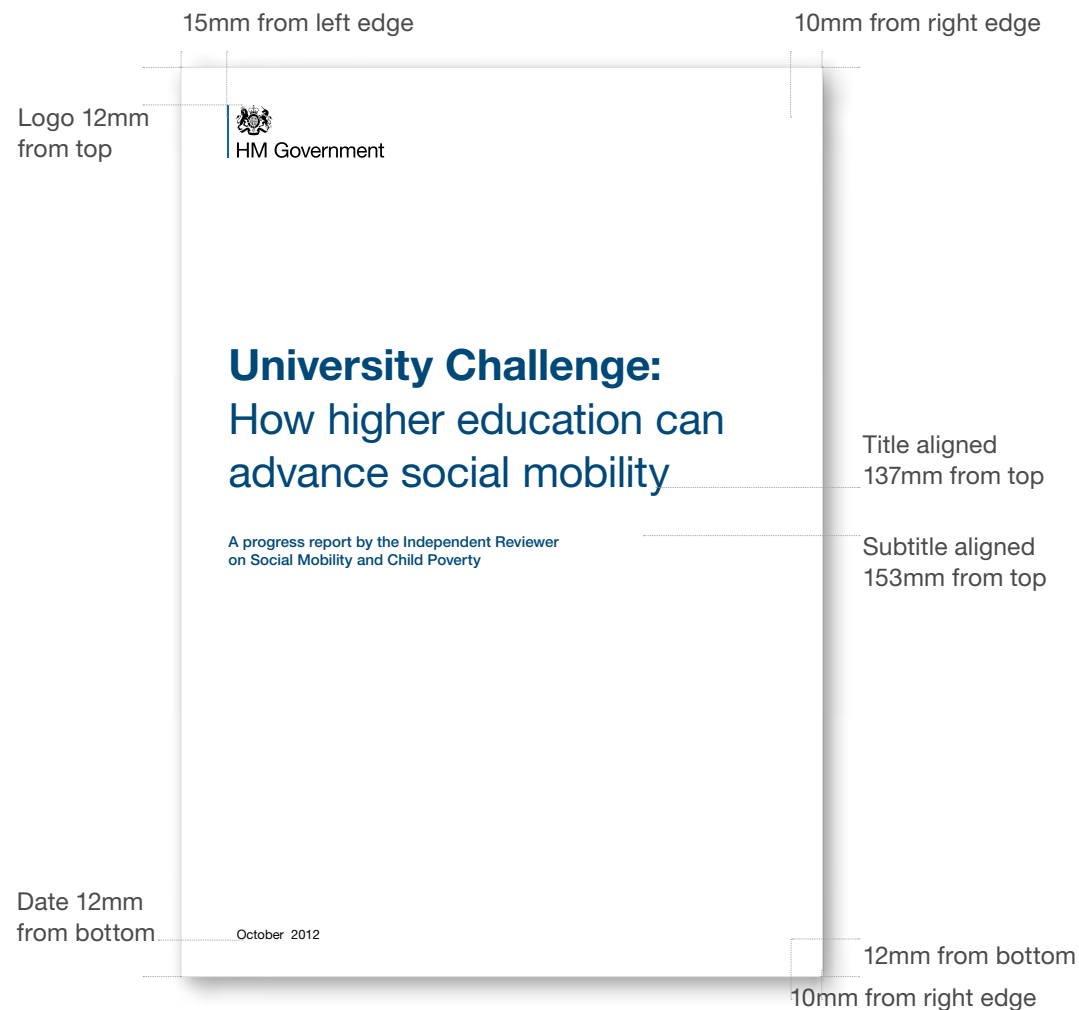 15mm from left edge
10mm from right edge
Logo 12mm
from top
HM Government
University Challenge:
How higher education can
advance social mobility
Title aligned
137mm from top
A progress report by the Independent Reviewer
on Social Mobility and Child Poverty
Subtitle aligned
153mm from top
Date 12mm
from bottom
October 2012
12mm from bottom
10mm from right edge